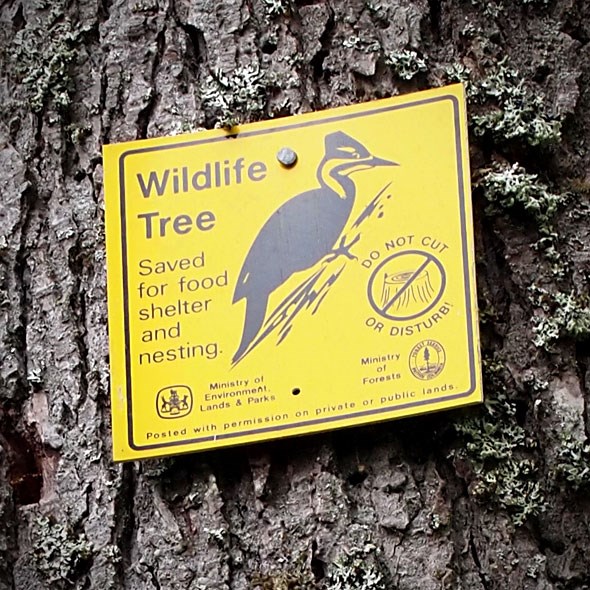 Wildlife
Tree
Saved
for food
shelter
and
nesting.
DO NOT CUT
OR DISTURB!
Ministry of
Environment,
Lands & Parks
Ministry of
Forests
Posted with permission on private or public lands.